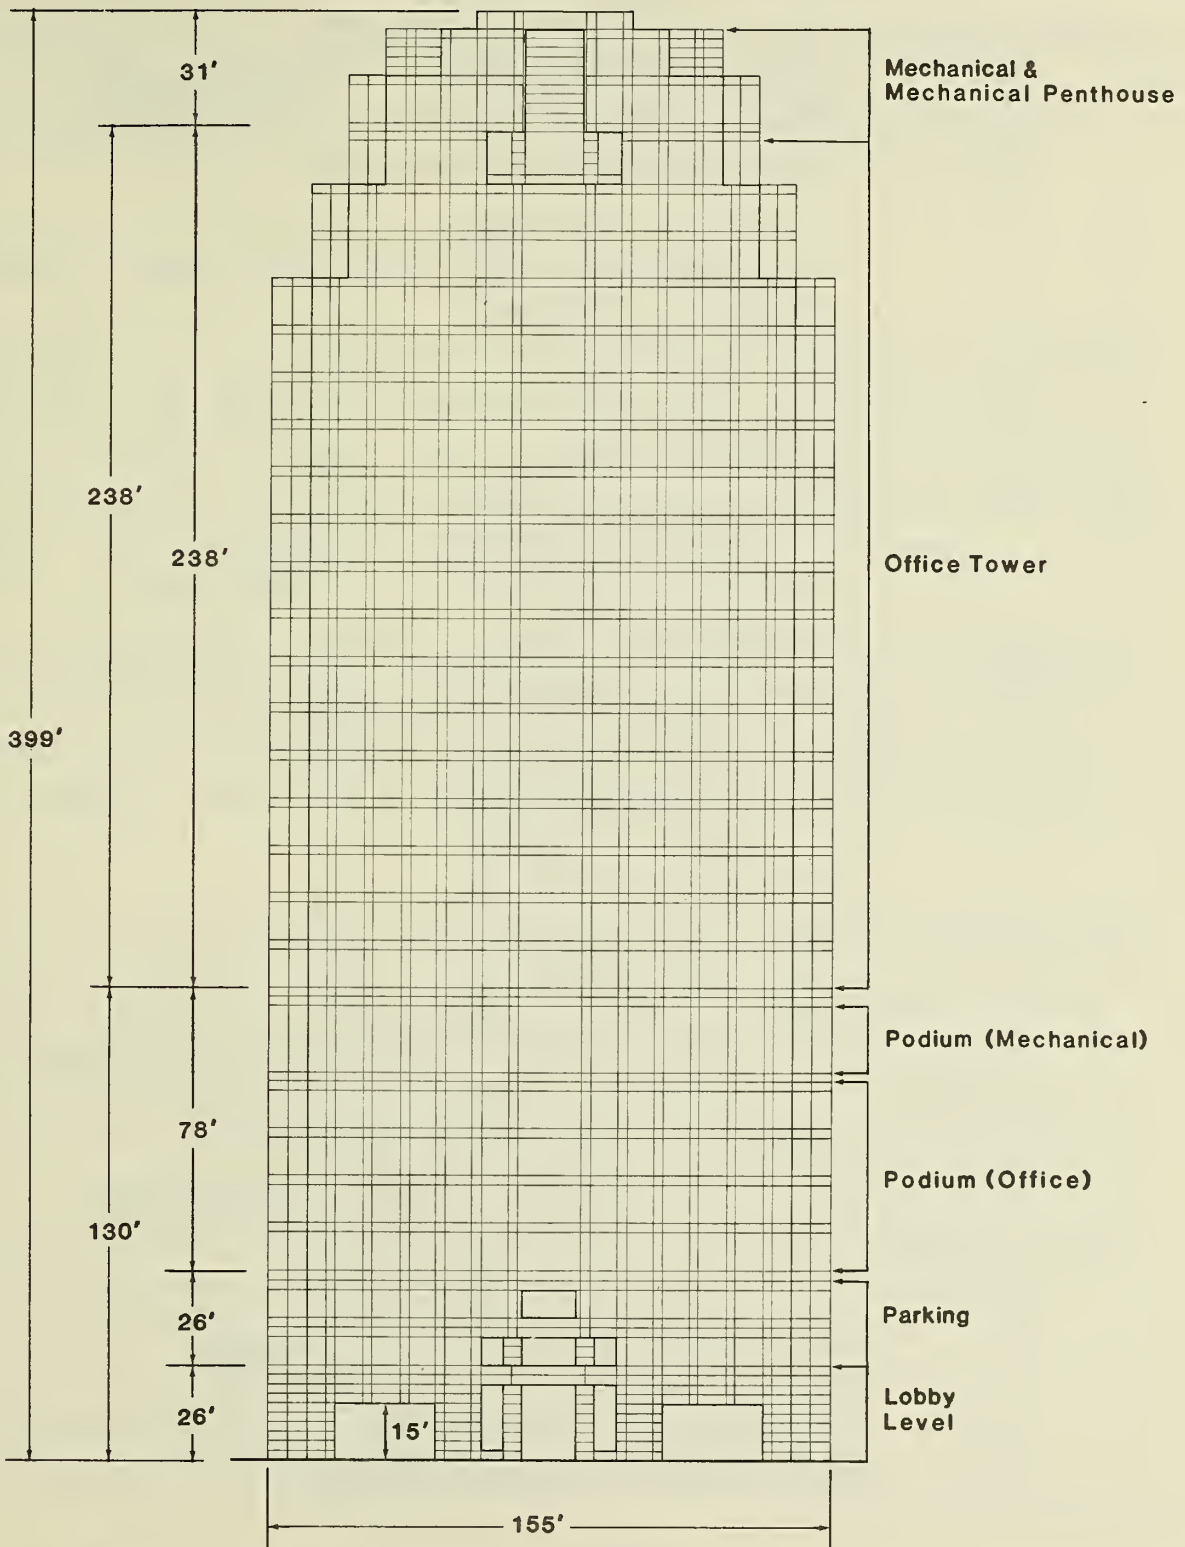 31'
Mechanical &
Mechanical Penthouse
238'
238'
Office Tower
399'
Podium (Mechanical)
78'
Podium (Office)
130'
26'
Parking
26'
15'
Lobby
Level
155'